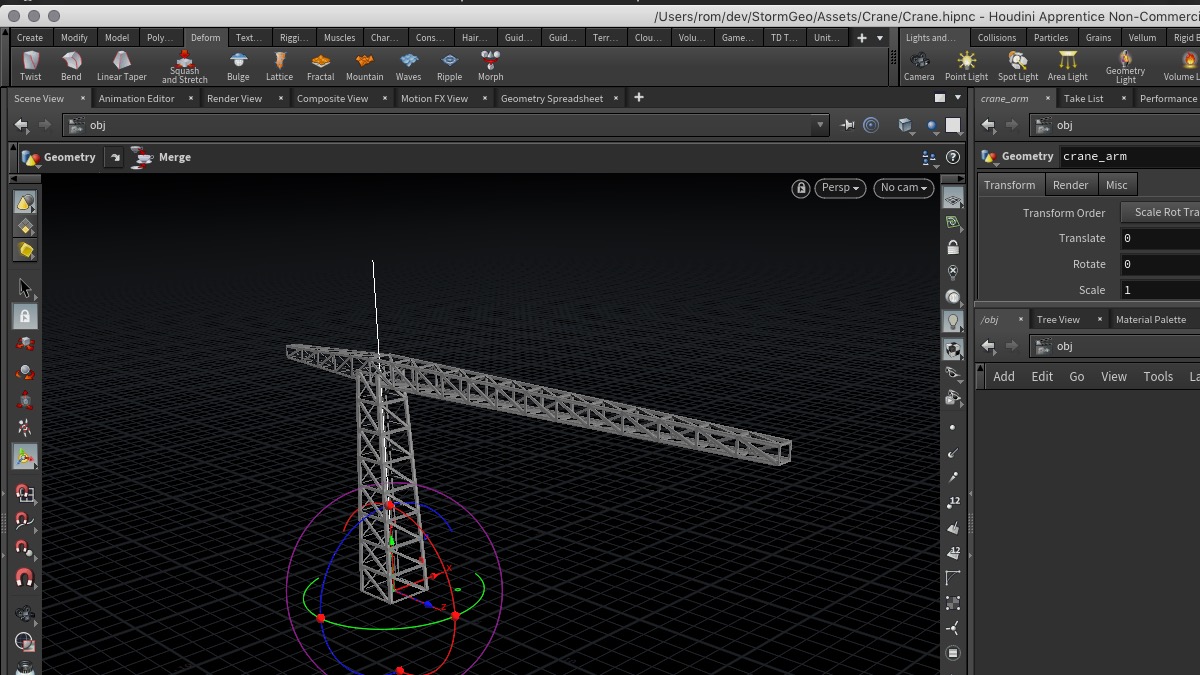 /Users/rom/dev/StormGeo/Assets/Crane/Crane.hipnc - Houdini Apprentice Non-Commerci
Create Modify Model Poly... Deform Text... Riggi... Muscles Char... Cons... Hair... Guid... Guid... Terr... Clou... Volu... Game... TD T... Unit...
Lights and... Collisions Particles Grains Vellum Rigid B
Twist Bend Linear Taper Squash and Stretch Bulge Lattice Fractal Mountain Waves Ripple Morph
Camera Point Light Spot Light Area Light Geometry Light Volume L
Scene View × Animation Editor × Render View × Composite View × Motion FX View × Geometry Spreadsheet × +
crane_arm × Take List × Performance
obj
obj
Geometry Merge
Geometry crane_arm
Persp No cam
Transform Render Misc
Transform Order Scale Rot Tra
Translate 0
Rotate 0
Scale 1
/obj × Tree View × Material Palette
obj
Add Edit Go View Tools La
12
12
X
Z